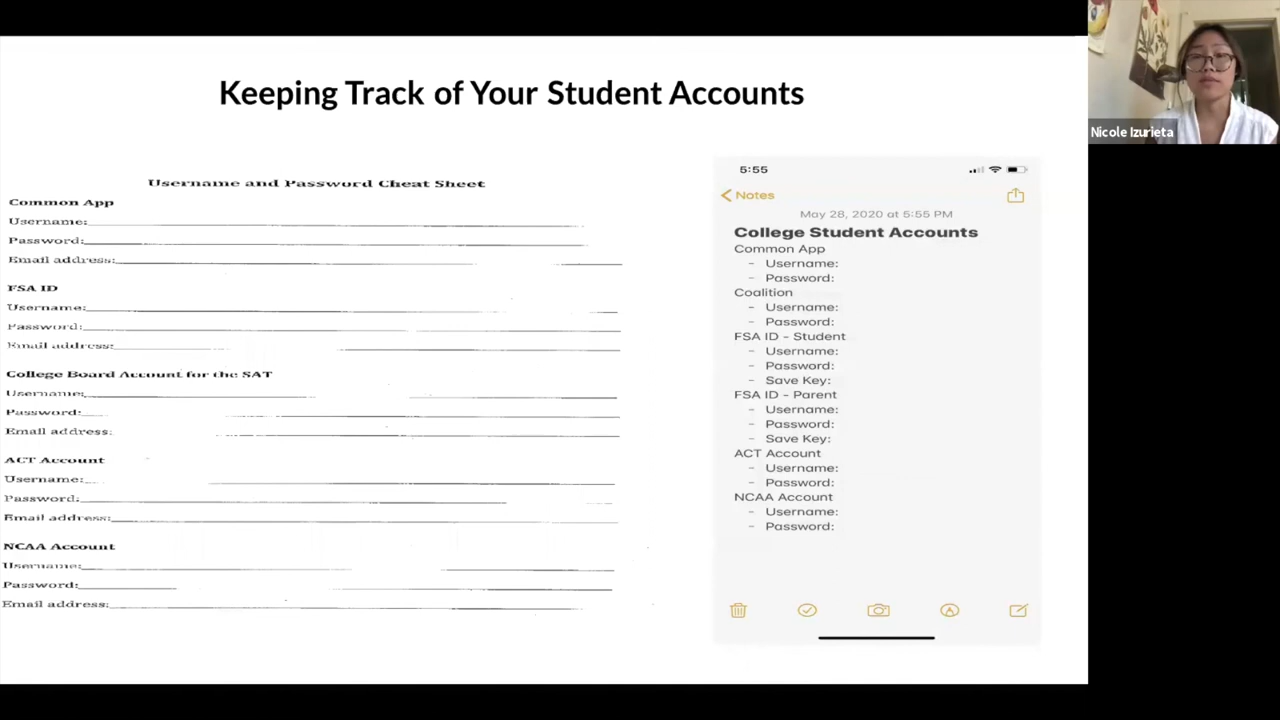 Keeping Track of Your Student Accounts
Username and Password Cheat Sheet
Common App
Username:
Password:
Email address:
FSA ID
Username:
Password:
Email address:
College Board Account for the SAT
Username:
Password:
Email address:
ACT Account
Username:
Password:
Email address:
NCAA Account
Username:
Password:
Email address:
5:55
Notes
May 28, 2020 at 5:55 PM
College Student Accounts
Common App
- Username:
- Password:
Coalition
- Username:
- Password:
FSA ID - Student
- Username:
- Password:
- Save Key:
FSA ID - Parent
- Username:
- Password:
- Save Key:
ACT Account
- Username:
- Password:
NCAA Account
- Username:
- Password:
Nicole Izurieta